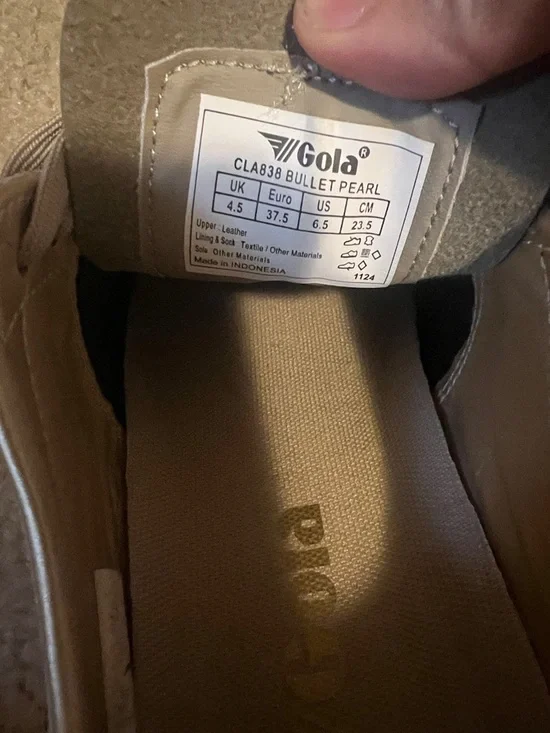 Gola®
CLA838 BULLET PEARL
UK Euro US CM
4.5 37.5 6.5 23.5
Upper : Leather
Lining & Sock Textile / Other Materials
Sole Other Materials
Made in INDONESIA
1124